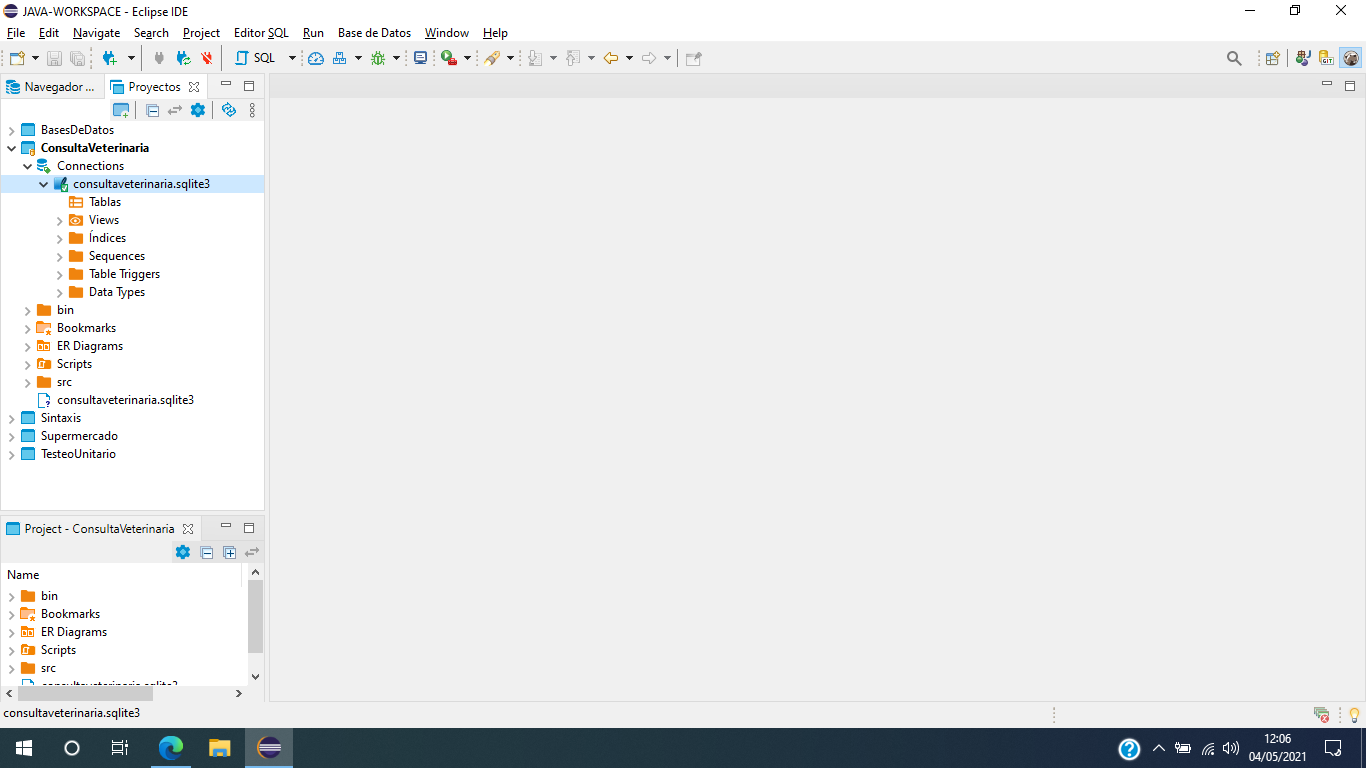 JAVA-WORKSPACE - Eclipse IDE
File Edit Navigate Search Project Editor SQL Run Base de Datos Window Help
SQL
GIT
Navegador ... Proyectos
BasesDeDatos
ConsultaVeterinaria
Connections
consultaveterinaria.sqlite3
Tablas
Views
Índices
Sequences
Table Triggers
Data Types
bin
Bookmarks
ER Diagrams
Scripts
src
consultaveterinaria.sqlite3
Sintaxis
Supermercado
TesteoUnitario
Project - ConsultaVeterinaria
Name
bin
Bookmarks
ER Diagrams
Scripts
src
consultaveterinaria.sqlite3
consultaveterinaria.sqlite3
12:06
04/05/2021